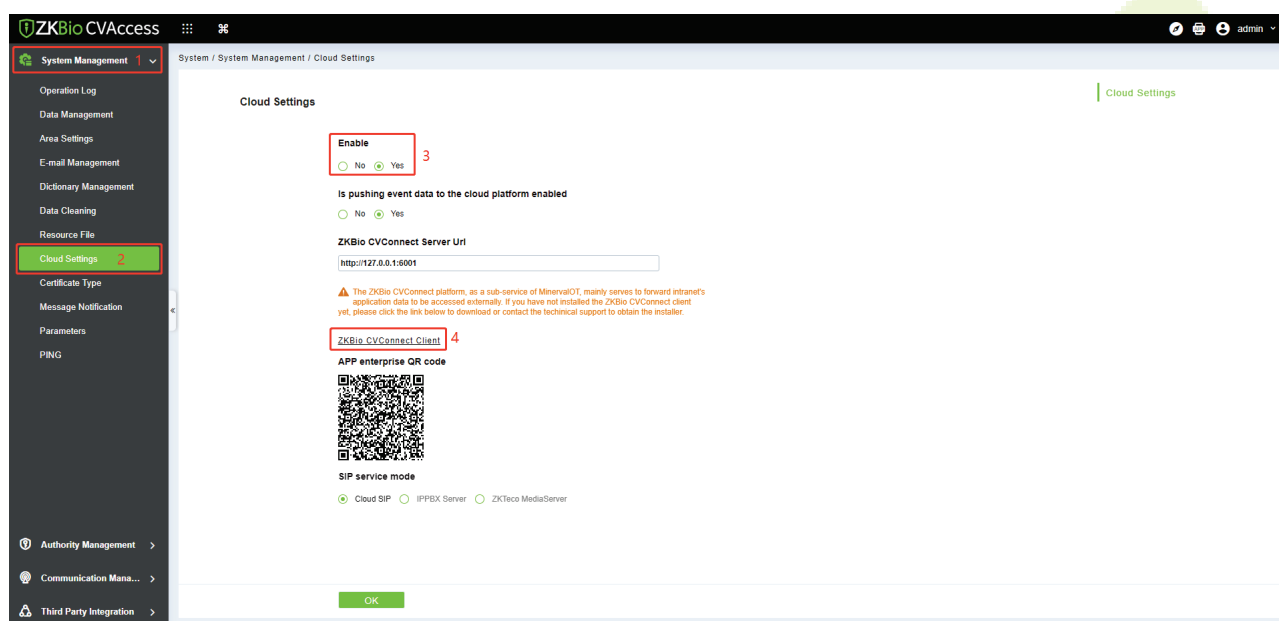 ZKBio CVAccess
admin
System Management 1
Operation Log
Data Management
Area Settings
E-mail Management
Dictionary Management
Data Cleaning
Resource File
Cloud Settings 2
Certificate Type
Message Notification
Parameters
PING
Authority Management
Communication Mana...
Third Party Integration
System / System Management / Cloud Settings
Cloud Settings
Cloud Settings
Enable
No Yes 3
Is pushing event data to the cloud platform enabled
No Yes
ZKBio CVConnect Server Url
http://127.0.0.1:6001
The ZKBio CVConnect platform, as a sub-service of MinervaIOT, mainly serves to forward intranet's
application data to be accessed externally. If you have not installed the ZKBio CVConnect client
yet, please click the link below to download or contact the techinical support to obtain the installer.
ZKBio CVConnect Client 4
APP enterprise QR code
SIP service mode
Cloud SIP IPPBX Server ZKTeco MediaServer
OK